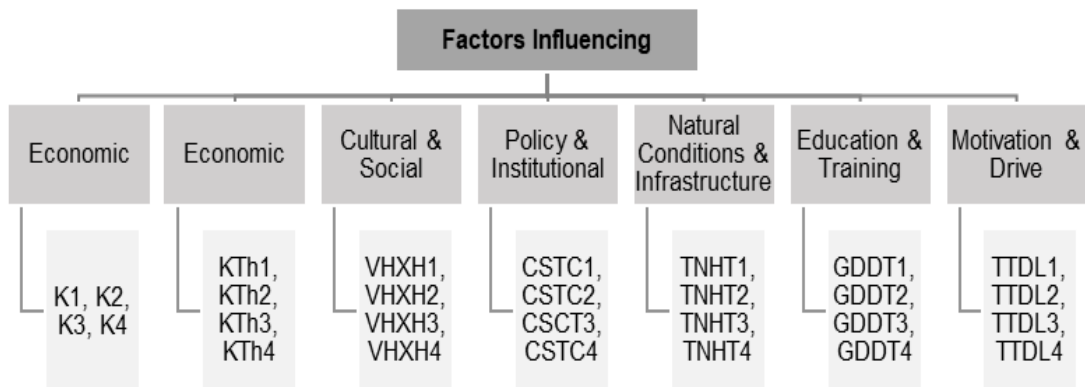 Factors Influencing
Economic
Economic
Cultural &
Social
Policy &
Institutional
Natural
Conditions &
Infrastructure
Education &
Training
Motivation &
Drive
K1, K2,
K3, K4
KTh1,
KTh2,
KTh3,
KTh4
VHXH1,
VHXH2,
VHXH3,
VHXH4
CSTC1,
CSTC2,
CSCT3,
CSTC4
TNHT1,
TNHT2,
TNHT3,
TNHT4
GDDT1,
GDDT2,
GDDT3,
GDDT4
TTDL1,
TTDL2,
TTDL3,
TTDL4